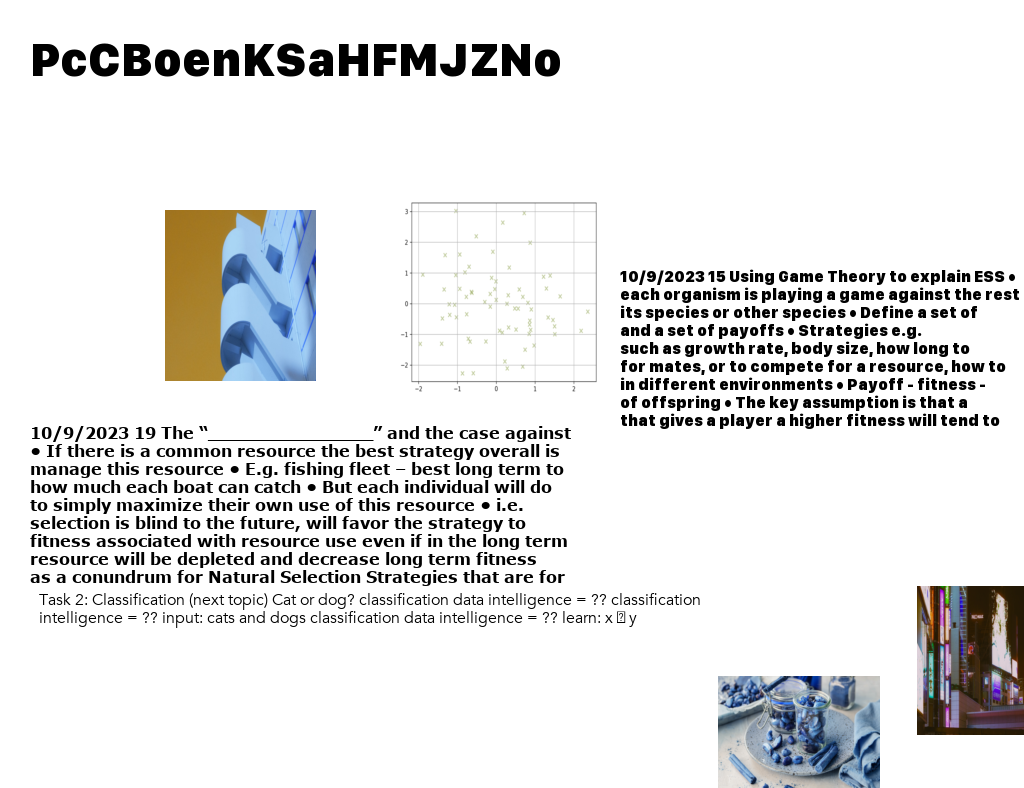 PcCBoenKSaHFMJZNo
3
2
1
0
−1
−2
−2 −1 0 1 2
10/9/2023 15 Using Game Theory to explain ESS •
each organism is playing a game against the rest
its species or other species • Define a set of
and a set of payoffs • Strategies e.g.
such as growth rate, body size, how long to
for mates, or to compete for a resource, how to
in different environments • Payoff - fitness -
of offspring • The key assumption is that a
that gives a player a higher fitness will tend to
10/9/2023 19 The “__________________” and the case against
• If there is a common resource the best strategy overall is
manage this resource • E.g. fishing fleet – best long term to
how much each boat can catch • But each individual will do
to simply maximize their own use of this resource • i.e.
selection is blind to the future, will favor the strategy to
fitness associated with resource use even if in the long term
resource will be depleted and decrease long term fitness
as a conundrum for Natural Selection Strategies that are for
Task 2: Classification (next topic) Cat or dog? classification data intelligence = ?? classification
intelligence = ?? input: cats and dogs classification data intelligence = ?? learn: x y